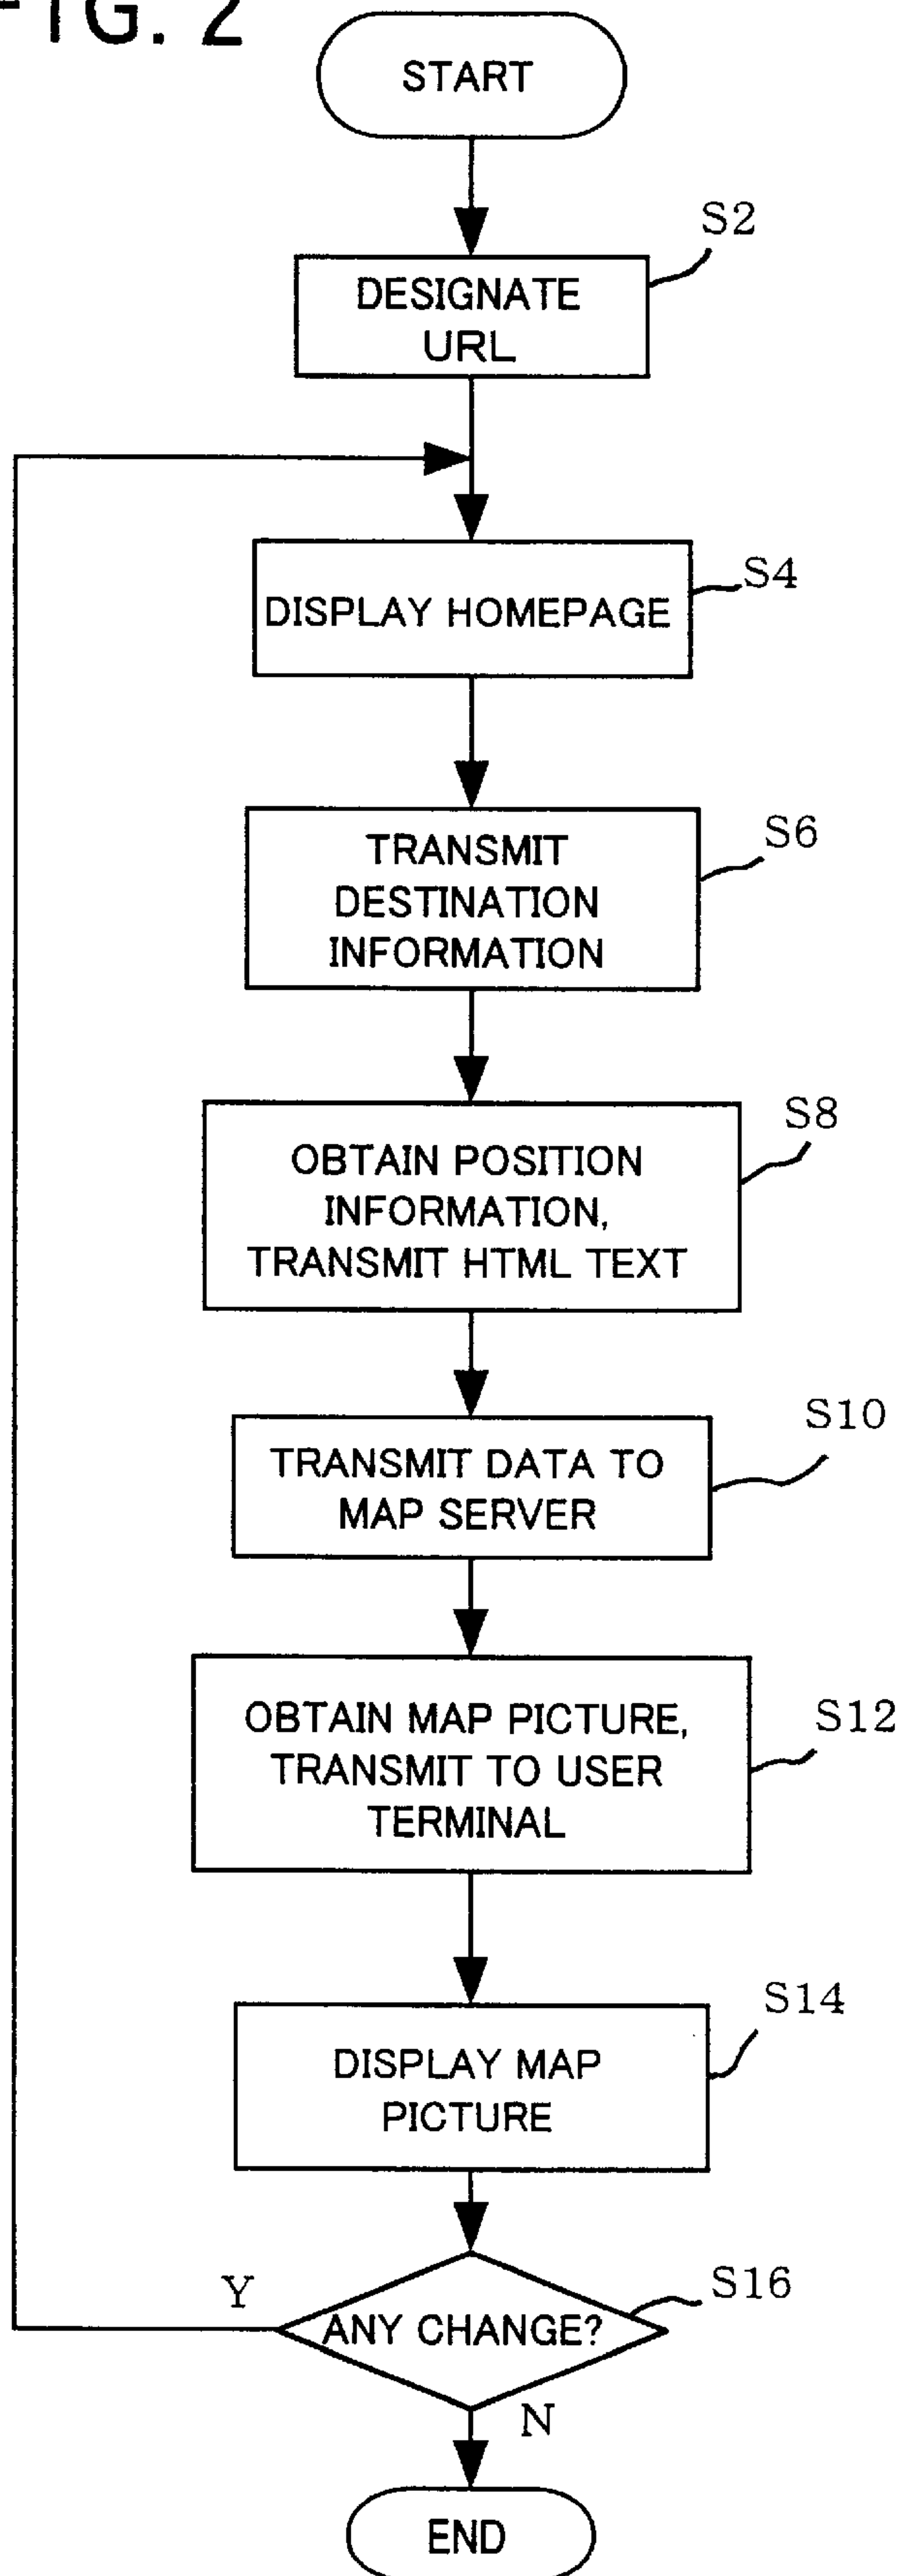 FIG. 2
START
S2
DESIGNATE
URL
S4
DISPLAY HOMEPAGE
S6
TRANSMIT
DESTINATION
INFORMATION
S8
OBTAIN POSITION
INFORMATION,
TRANSMIT HTML TEXT
S10
TRANSMIT DATA TO
MAP SERVER
S12
OBTAIN MAP PICTURE,
TRANSMIT TO USER
TERMINAL
S14
DISPLAY MAP
PICTURE
S16
Y
ANY CHANGE?
N
END